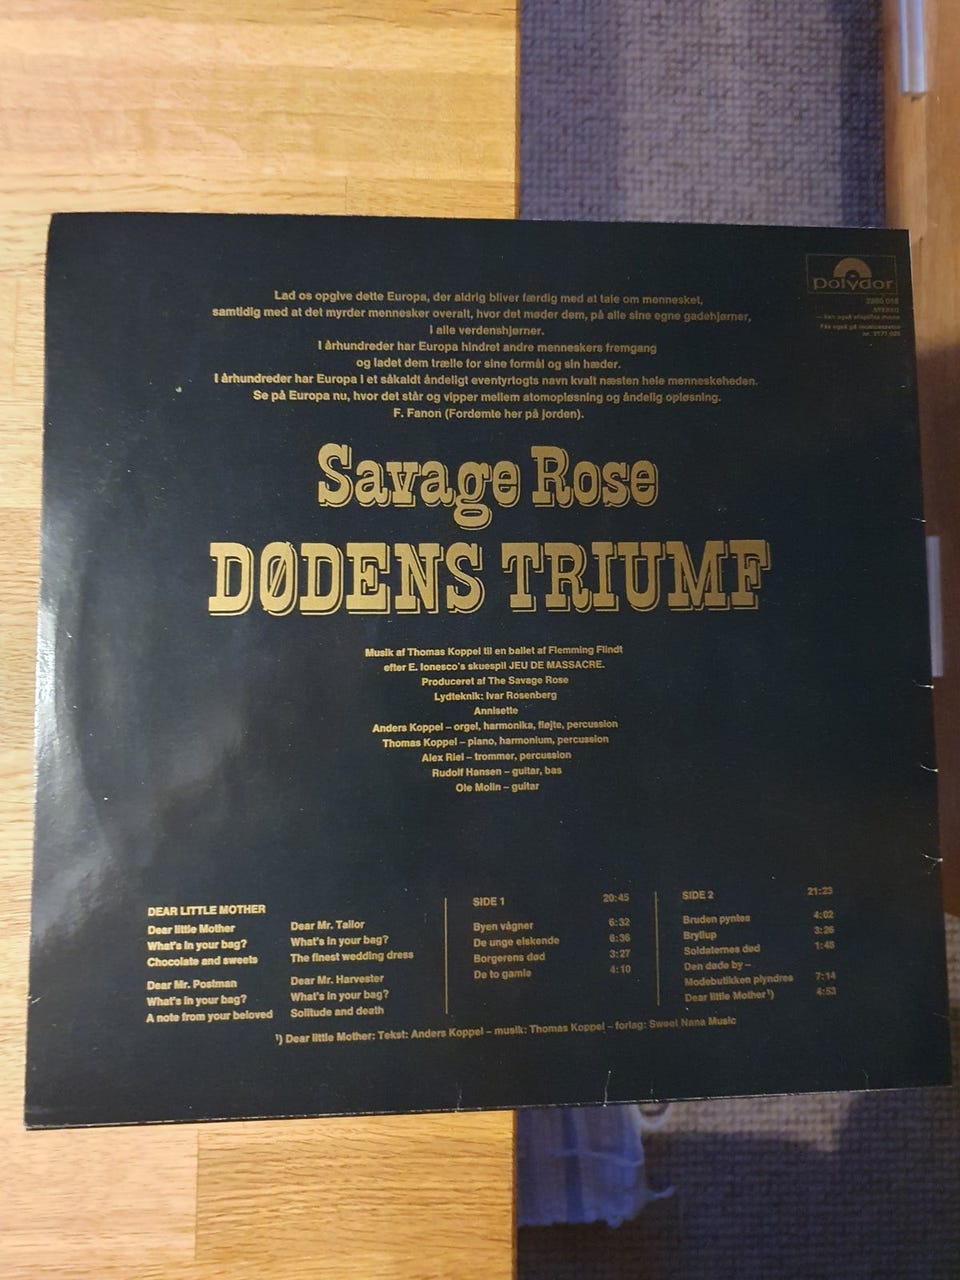 polydor
2380 018
STEREO
Lad os opgive dette Europa, der aldrig bliver færdig med at tale om mennesket,
samtidig med at det myrder mennesker overalt, hvor det møder dem, på alle sine egne gadehjørner,
i alle verdenshjørner.
I århundreder har Europa hindret andre menneskers fremgang
og ladet dem trælle for sine formål og sin hæder.
I århundreder har Europa i et såkaldt åndeligt eventyrtogts navn kvalt næsten hele menneskeheden.
Se på Europa nu, hvor det står og vipper mellem atomopløsning og åndelig opløsning.
F. Fanon (Fordømte her på jorden).
Savage Rose
DØDENS TRIUMF
Musik af Thomas Koppel til en ballet af Flemming Flindt
efter E. Ionesco's skuespil JEU DE MASSACRE.
Produceret af The Savage Rose
Lydteknik: Ivar Rosenberg
Annisette
Anders Koppel – orgel, harmonika, fløjte, percussion
Thomas Koppel – piano, harmonium, percussion
Alex Riel – trommer, percussion
Rudolf Hansen – guitar, bas
Ole Molin – guitar
DEAR LITTLE MOTHER
Dear little Mother
What's in your bag?
Chocolate and sweets
Dear Mr. Postman
What's in your bag?
A note from your beloved
Dear Mr. Tailor
What's in your bag?
The finest wedding dress
Dear Mr. Harvester
What's in your bag?
Solitude and death
SIDE 1 20:45
Byen vågner 6:32
De unge elskende 6:36
Borgerens død 3:27
De to gamle 4:10
SIDE 2 21:23
Bruden pyntes 4:02
Bryllup 3:26
Soldaternes død 1:48
Den døde by –
Modebutikken plyndres 7:14
Dear little Mother¹) 4:53
¹) Dear little Mother: Tekst: Anders Koppel – musik: Thomas Koppel – forlag: Sweet Nana Music